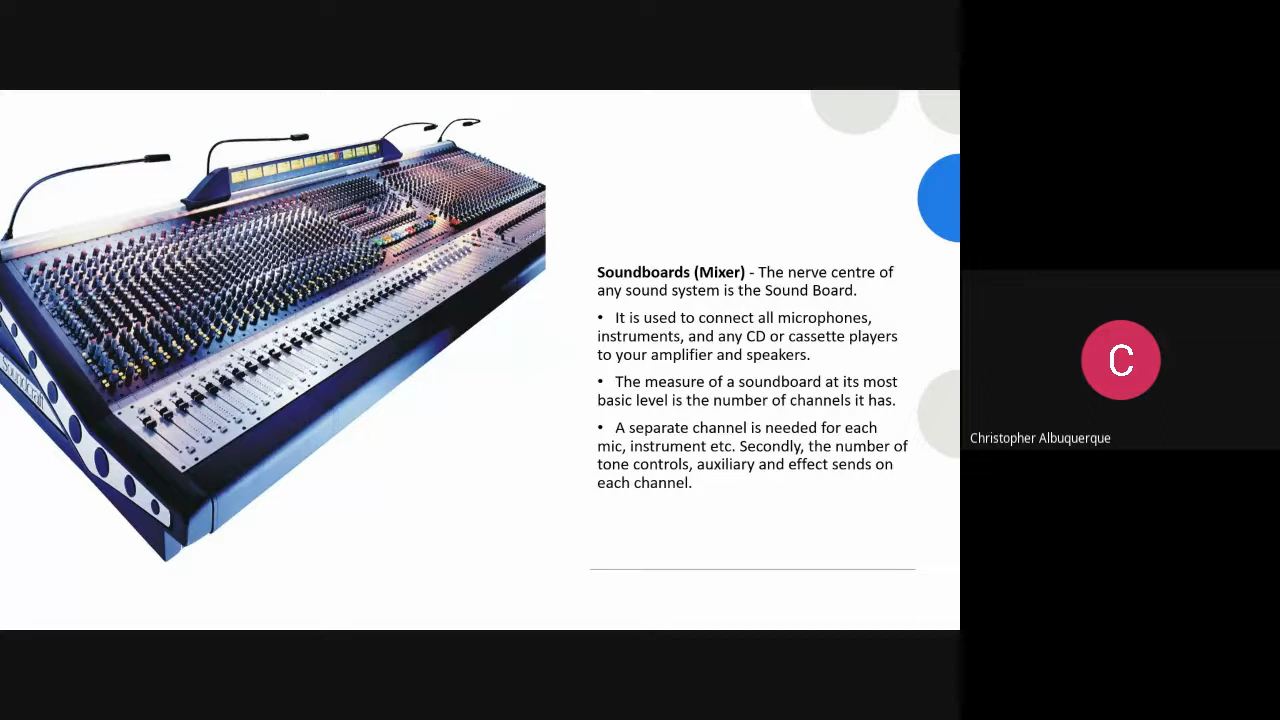 Soundboards (Mixer) - The nerve centre of
any sound system is the Sound Board.
• It is used to connect all microphones,
instruments, and any CD or cassette players
to your amplifier and speakers.
• The measure of a soundboard at its most
basic level is the number of channels it has.
• A separate channel is needed for each
mic, instrument etc. Secondly, the number of
tone controls, auxiliary and effect sends on
each channel.
Soundcraft
C
Christopher Albuquerque